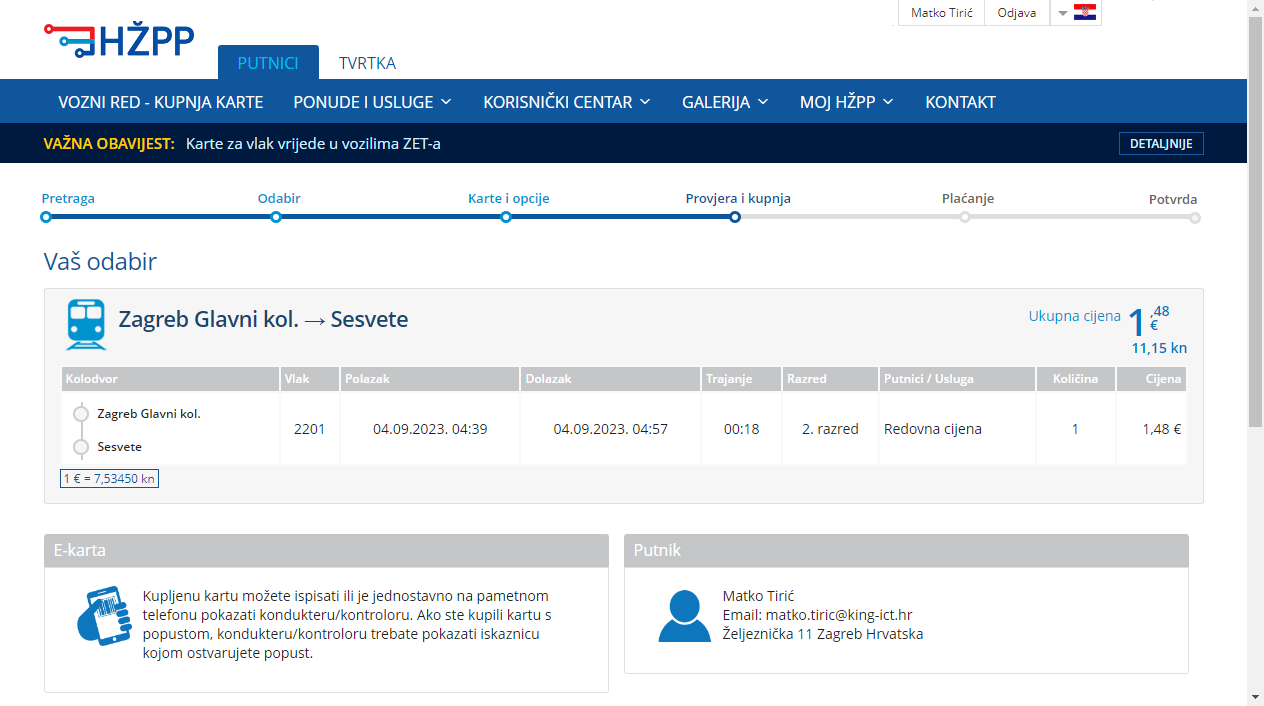 Matko Tirić
Odjava
HŽPP
PUTNICI
TVRTKA
VOZNI RED - KUPNJA KARTE
PONUDE I USLUGE
KORISNIČKI CENTAR
GALERIJA
MOJ HŽPP
KONTAKT
VAŽNA OBAVIJEST: Karte za vlak vrijede u vozilima ZET-a
DETALJNIJE
Pretraga
Odabir
Karte i opcije
Provjera i kupnja
Plaćanje
Potvrda
Vaš odabir
Zagreb Glavni kol. → Sesvete
Ukupna cijena 1,48 €
11,15 kn
Kolodvor Vlak Polazak Dolazak Trajanje Razred Putnici / Usluga Količina Cijena
Zagreb Glavni kol.
2201 04.09.2023. 04:39 04.09.2023. 04:57 00:18 2. razred Redovna cijena 1 1,48 €
Sesvete
1 € = 7,53450 kn
E-karta
Kupljenu kartu možete ispisati ili je jednostavno na pametnom
telefonu pokazati kondukteru/kontroloru. Ako ste kupili kartu s
popustom, kondukteru/kontroloru trebate pokazati iskaznicu
kojom ostvarujete popust.
Putnik
Matko Tirić
Email: matko.tiric@king-ict.hr
Željeznička 11 Zagreb Hrvatska